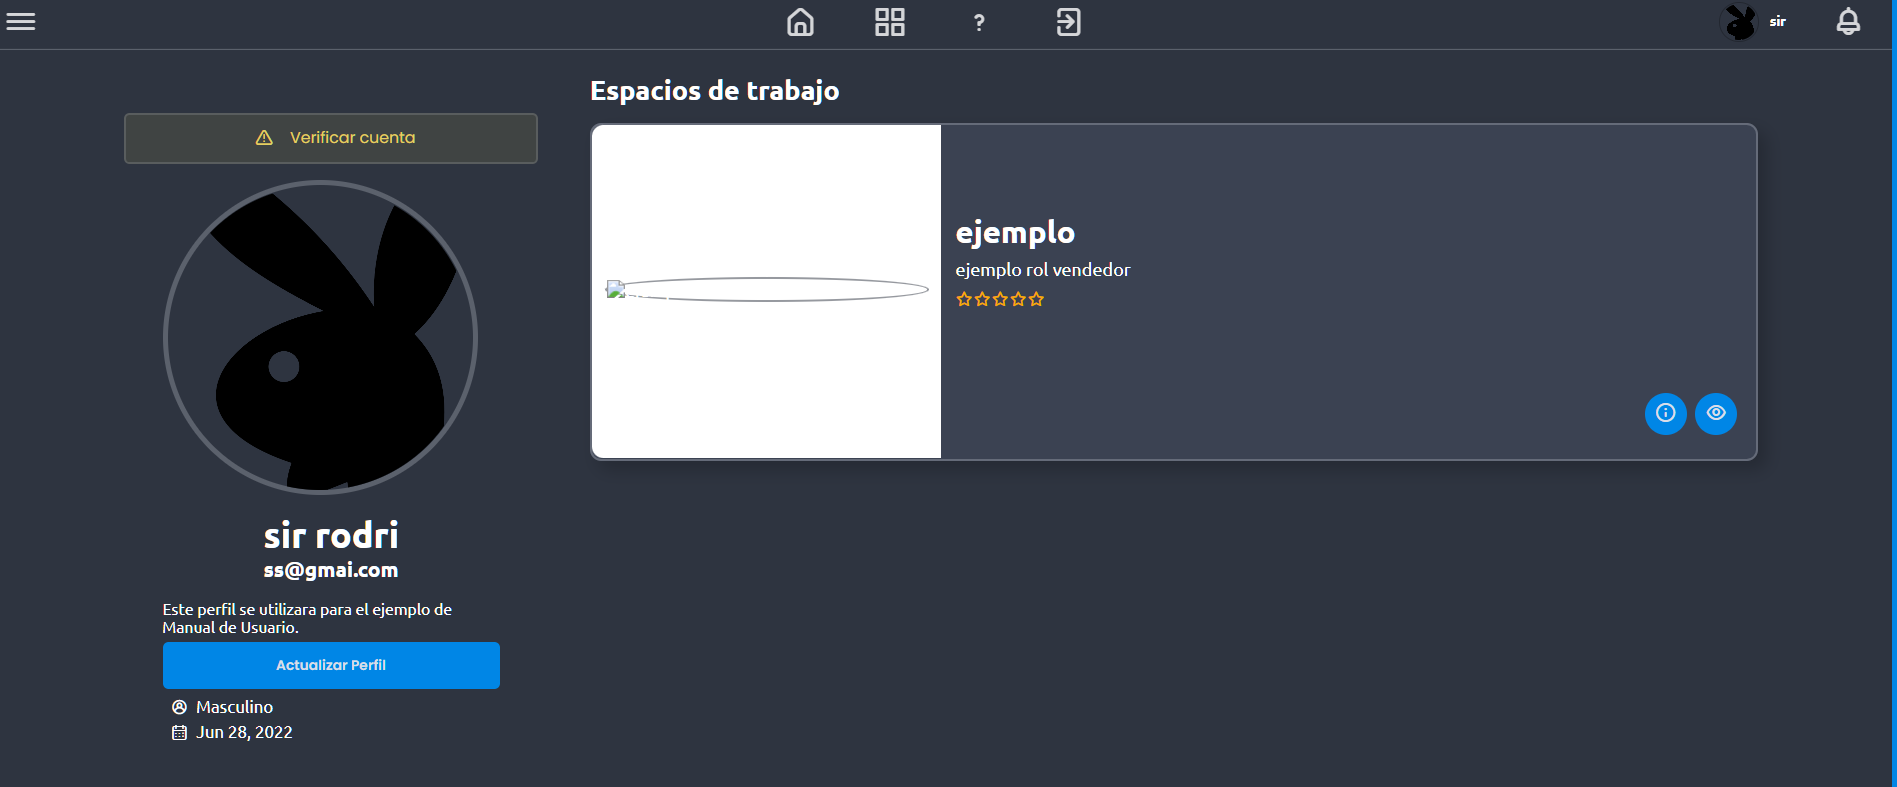 ?
sir
Espacios de trabajo
Verificar cuenta
ejemplo
ejemplo rol vendedor
sir rodri
ss@gmai.com
Este perfil se utilizara para el ejemplo de
Manual de Usuario.
Actualizar Perfil
Masculino
Jun 28, 2022